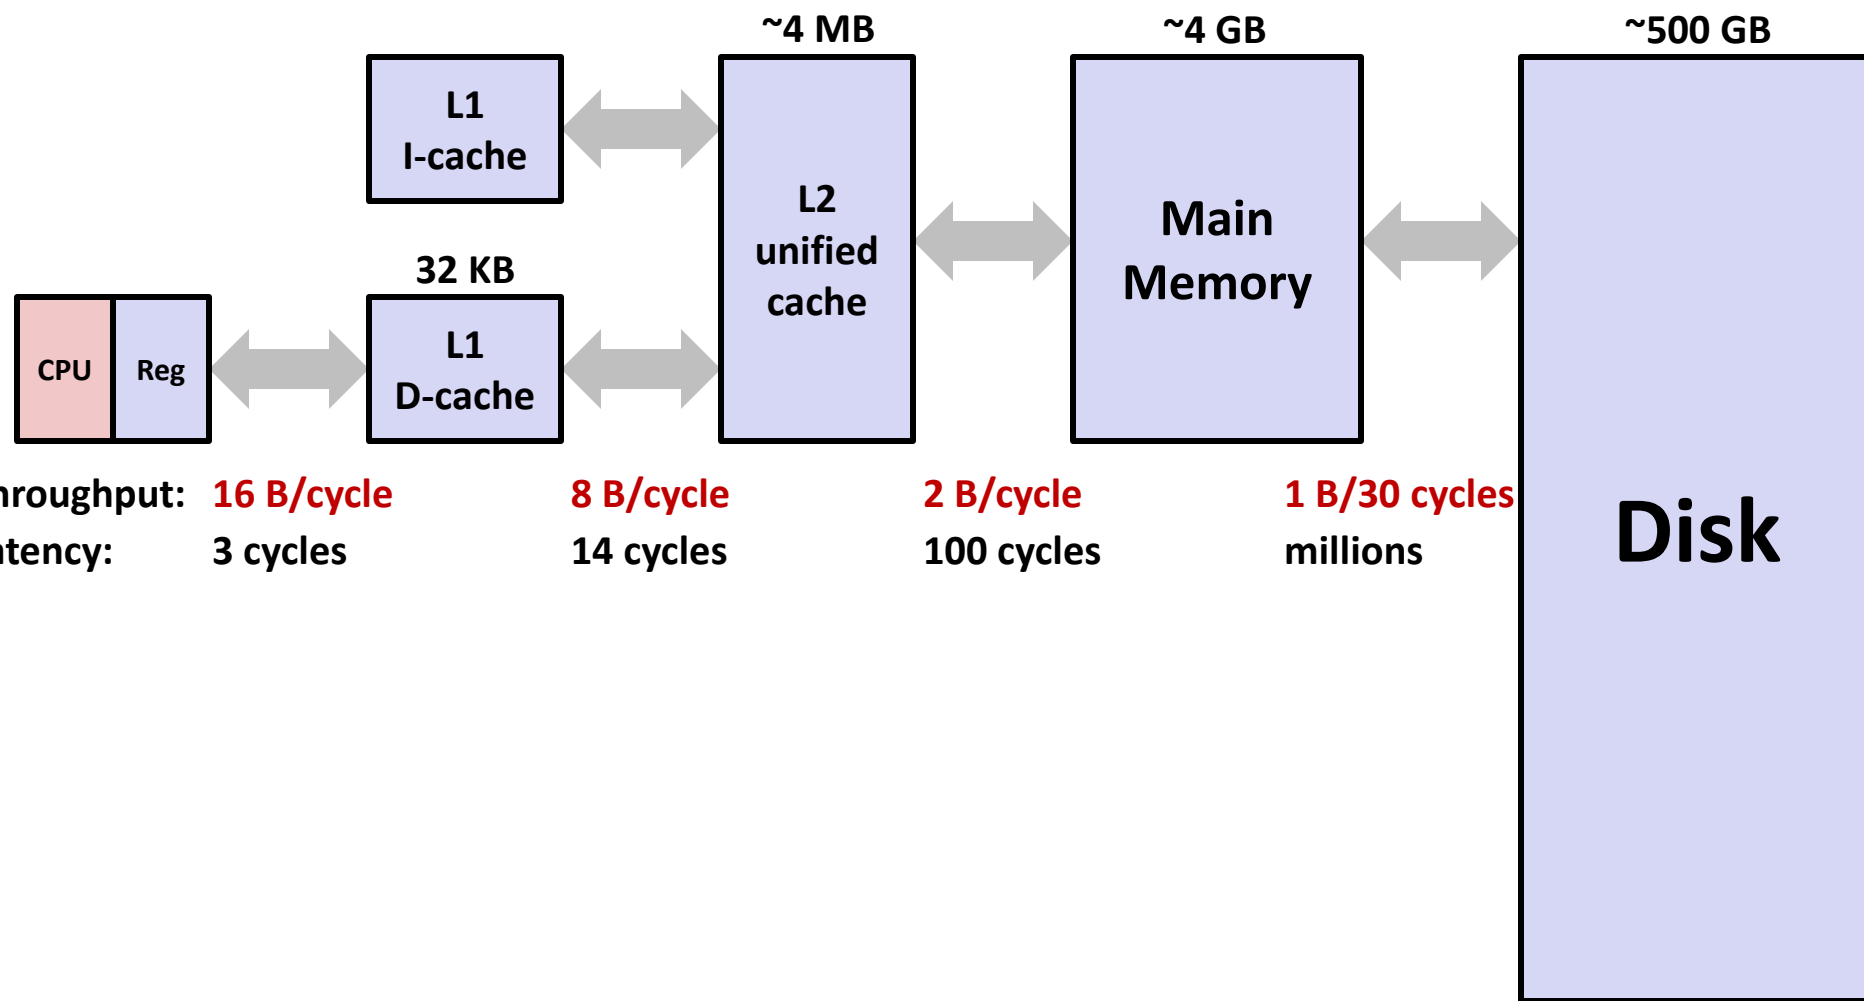 ~4 MB
~4 GB
~500 GB
L1
I-cache
L2
unified
cache
Main
Memory
32 KB
CPU
Reg
L1
D-cache
hroughput: 16 B/cycle 8 B/cycle 2 B/cycle 1 B/30 cycles
tency: 3 cycles 14 cycles 100 cycles millions
Disk